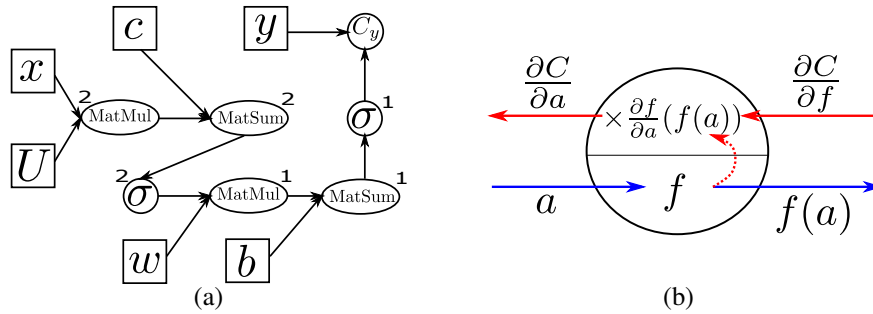 c
y
C_y
x
2
MatMul
MatSum
2
σ
1
U
2
σ
MatMul
1
MatSum
1
w
b
(a)
∂C/∂a
∂C/∂f
× ∂f/∂a (f(a))
a
f
f(a)
(b)